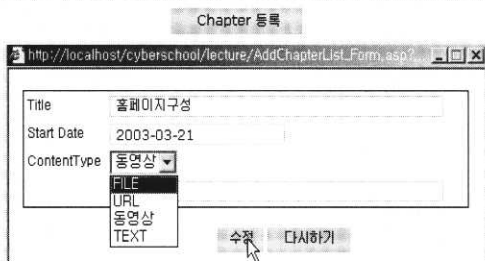 Chapter 등록
http://localhost/cyberschool/lecture/AddChapterList_Form.asp?
Title 홈페이지구성
Start Date 2003-03-21
ContentType 동영상
FILE
URL
동영상
TEXT
수정 다시하기